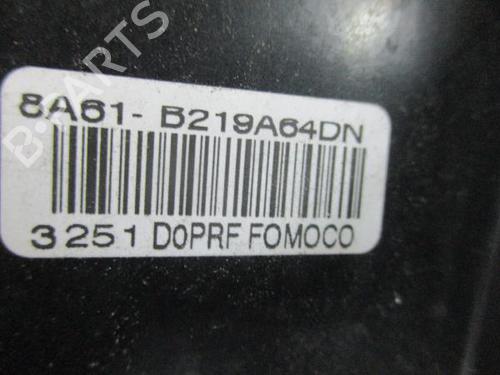 8A61- B219A64DN
3251 D0PRF FOMOCO
B-PARTS